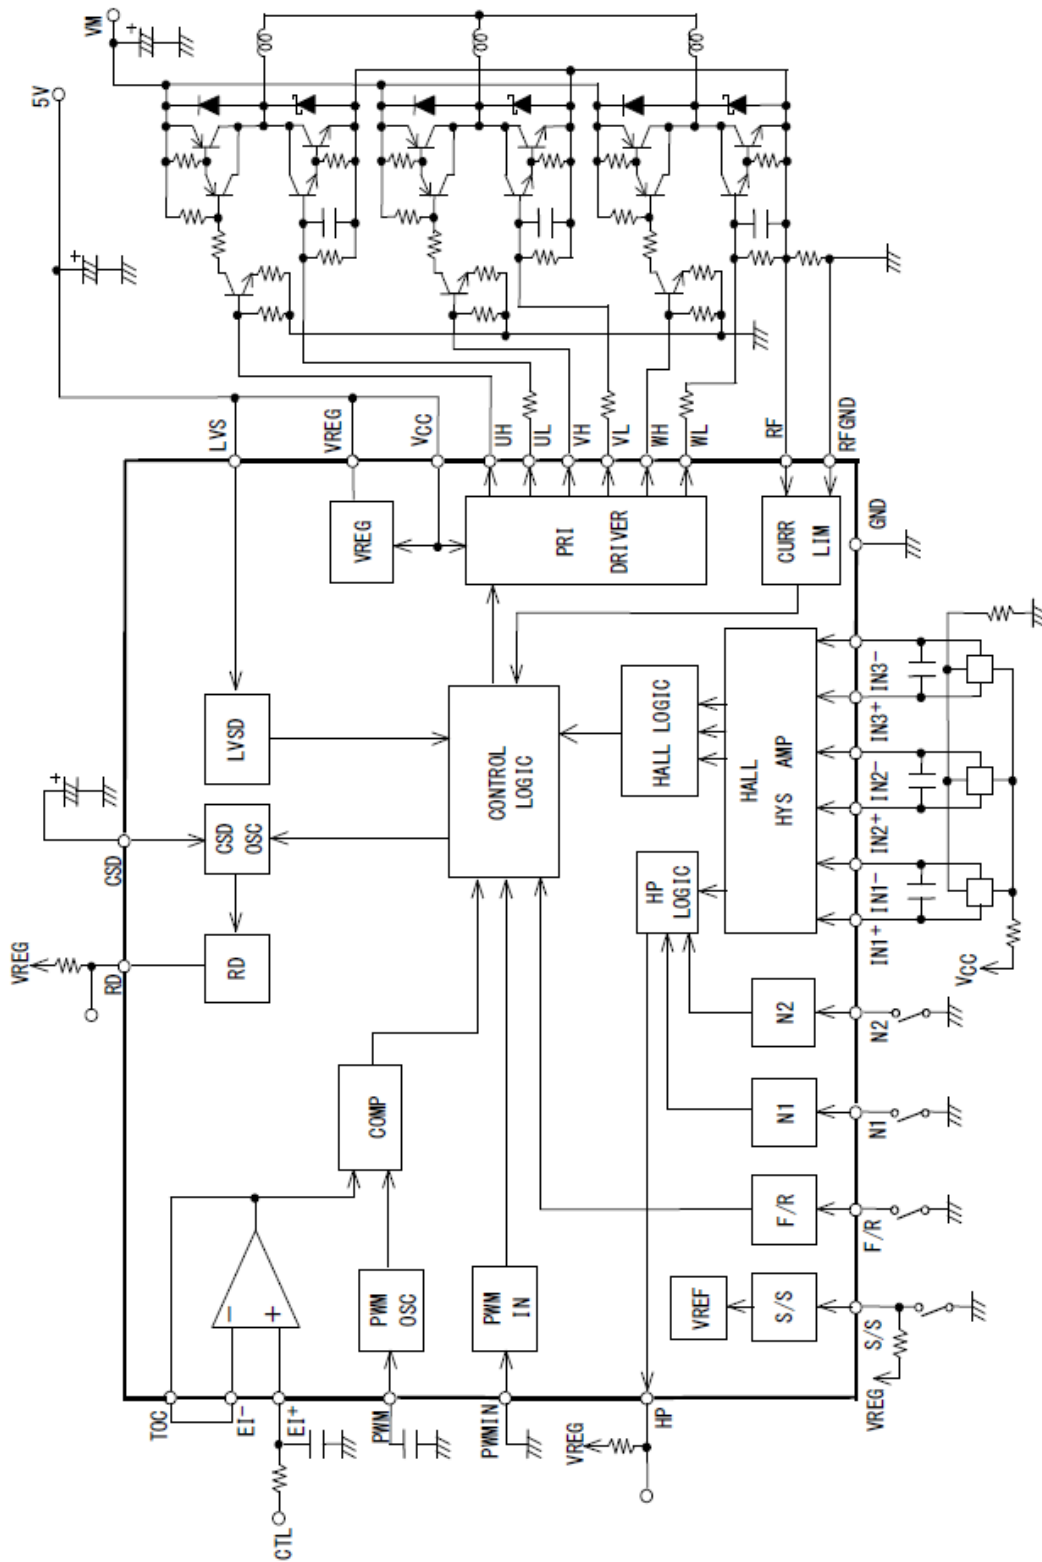 VM
5V
LVS
VREG
VCC
UH
UL
VH
VL
WH
WL
RF
RFGND
VREG
PRI
DRIVER
CURR
LIM
GND
LVSD
CSD
OSC
CSD
CONTROL
LOGIC
HALL LOGIC
HALL
HYS AMP
IN3-
IN3+
IN2-
IN2+
IN1-
IN1+
HP
LOGIC
VCC
VREG
RD
RD
N2
N2
COMP
N1
N1
F/R
F/R
PWM
OSC
PWM
IN
VREF
S/S
S/S
VREG
-
+
TOC
EI-
EI+
PWM
PWMIN
HP
VREG
CTL
+
+
+